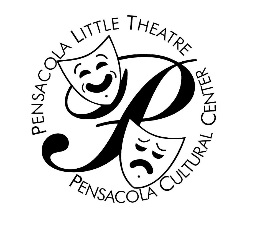 PENSACOLA LITTLE THEATRE
P
PENSACOLA CULTURAL CENTER